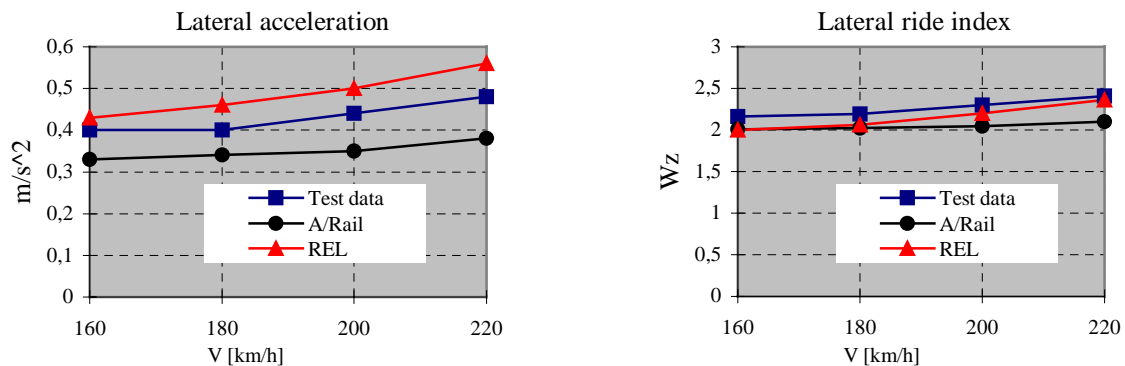 Lateral acceleration
0,6
0,5
0,4
0,3
0,2
0,1
0
m/s^2
Test data
A/Rail
REL
160 180 200 220
V [km/h]
Lateral ride index
3
2,5
2
1,5
1
0,5
0
Wz
Test data
A/Rail
REL
160 180 200 220
V [km/h]